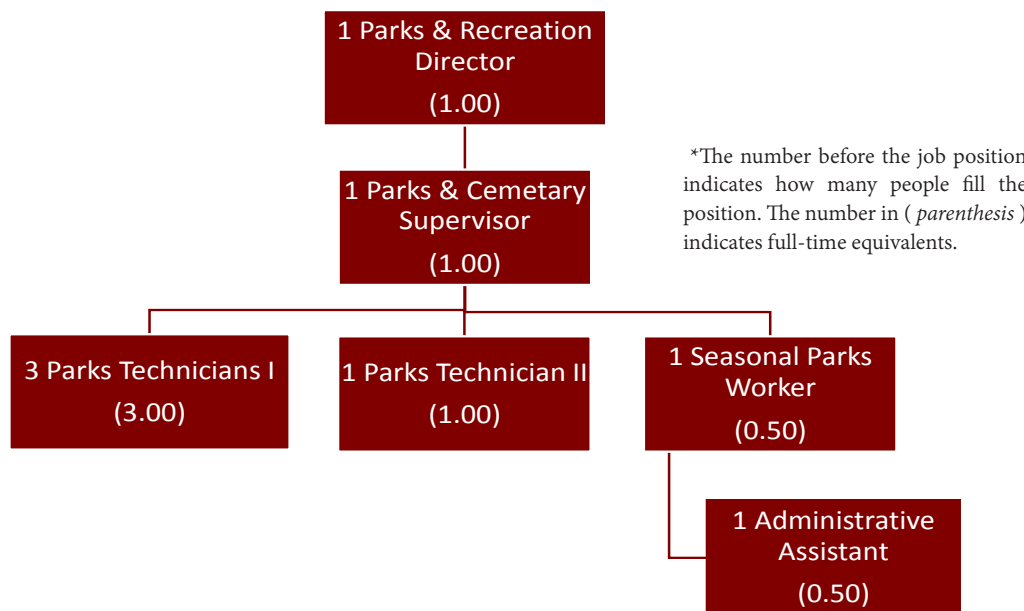 1 Parks & Recreation
Director
(1.00)
*The number before the job position
indicates how many people fill the
position. The number in ( parenthesis )
indicates full-time equivalents.
1 Parks & Cemetary
Supervisor
(1.00)
3 Parks Technicians I
(3.00)
1 Parks Technician II
(1.00)
1 Seasonal Parks
Worker
(0.50)
1 Administrative
Assistant
(0.50)